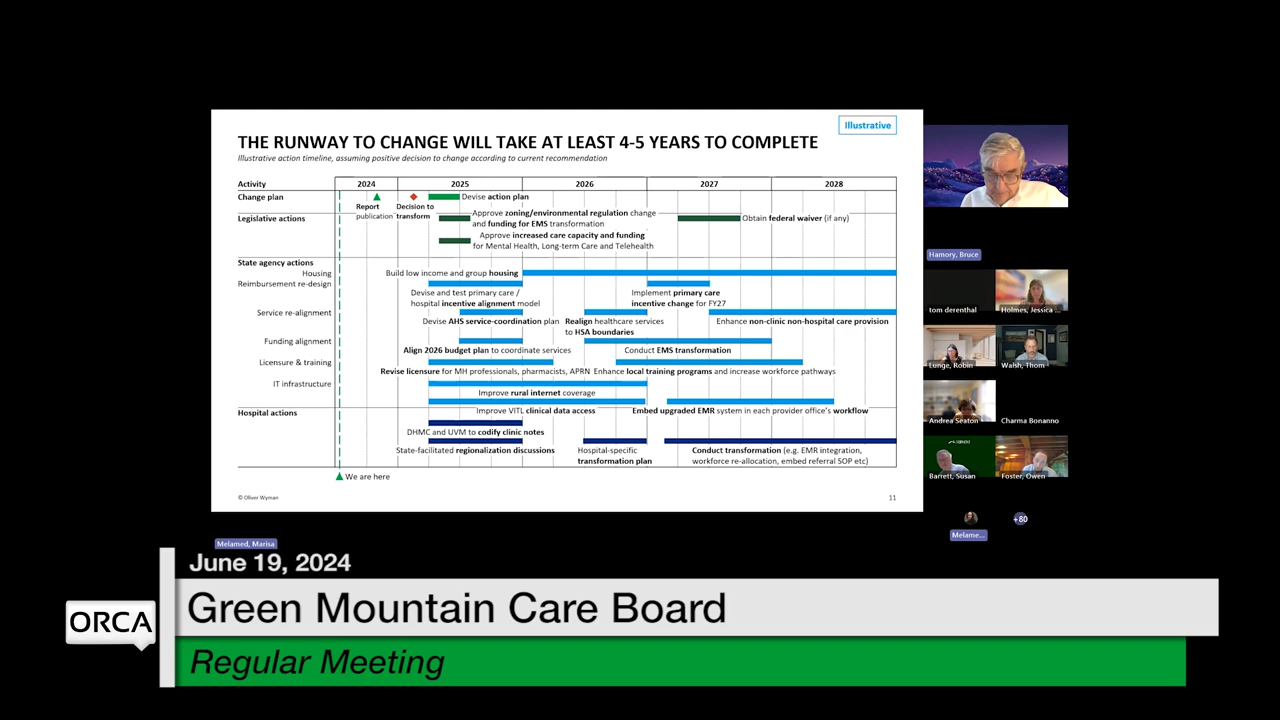 Illustrative
THE RUNWAY TO CHANGE WILL TAKE AT LEAST 4-5 YEARS TO COMPLETE
Illustrative action timeline, assuming positive decision to change according to current recommendation
Activity 2024 2025 2026 2027 2028
Change plan Devise action plan
Report publication
Decision to transform
Legislative actions
Approve zoning/environmental regulation change
and funding for EMS transformation
Obtain federal waiver (if any)
Approve increased care capacity and funding
for Mental Health, Long-term Care and Telehealth
State agency actions
Housing Build low income and group housing
Reimbursement re-design
Devise and test primary care /
hospital incentive alignment model
Implement primary care
incentive change for FY27
Service re-alignment
Devise AHS service-coordination plan
Realign healthcare services
to HSA boundaries
Enhance non-clinic non-hospital care provision
Funding alignment
Align 2026 budget plan to coordinate services
Conduct EMS transformation
Licensure & training
Revise licensure for MH professionals, pharmacists, APRN
Enhance local training programs and increase workforce pathways
IT infrastructure
Improve rural internet coverage
Improve VITL clinical data access
Embed upgraded EMR system in each provider office's workflow
Hospital actions
DHMC and UVM to codify clinic notes
State-facilitated regionalization discussions
Hospital-specific
transformation plan
Conduct transformation (e.g. EMR integration,
workforce re-allocation, embed referral SOP etc)
We are here
© Oliver Wyman
11
Hamory, Bruce
tom derenthal
Holmes, Jessica ...
Lunge, Robin
Walsh, Thom
Andrea Seaton
Charma Bonanno
Barrett, Susan
Foster, Owen
+80
Melame...
Melamed, Marisa
June 19, 2024
ORCA
Green Mountain Care Board
Regular Meeting